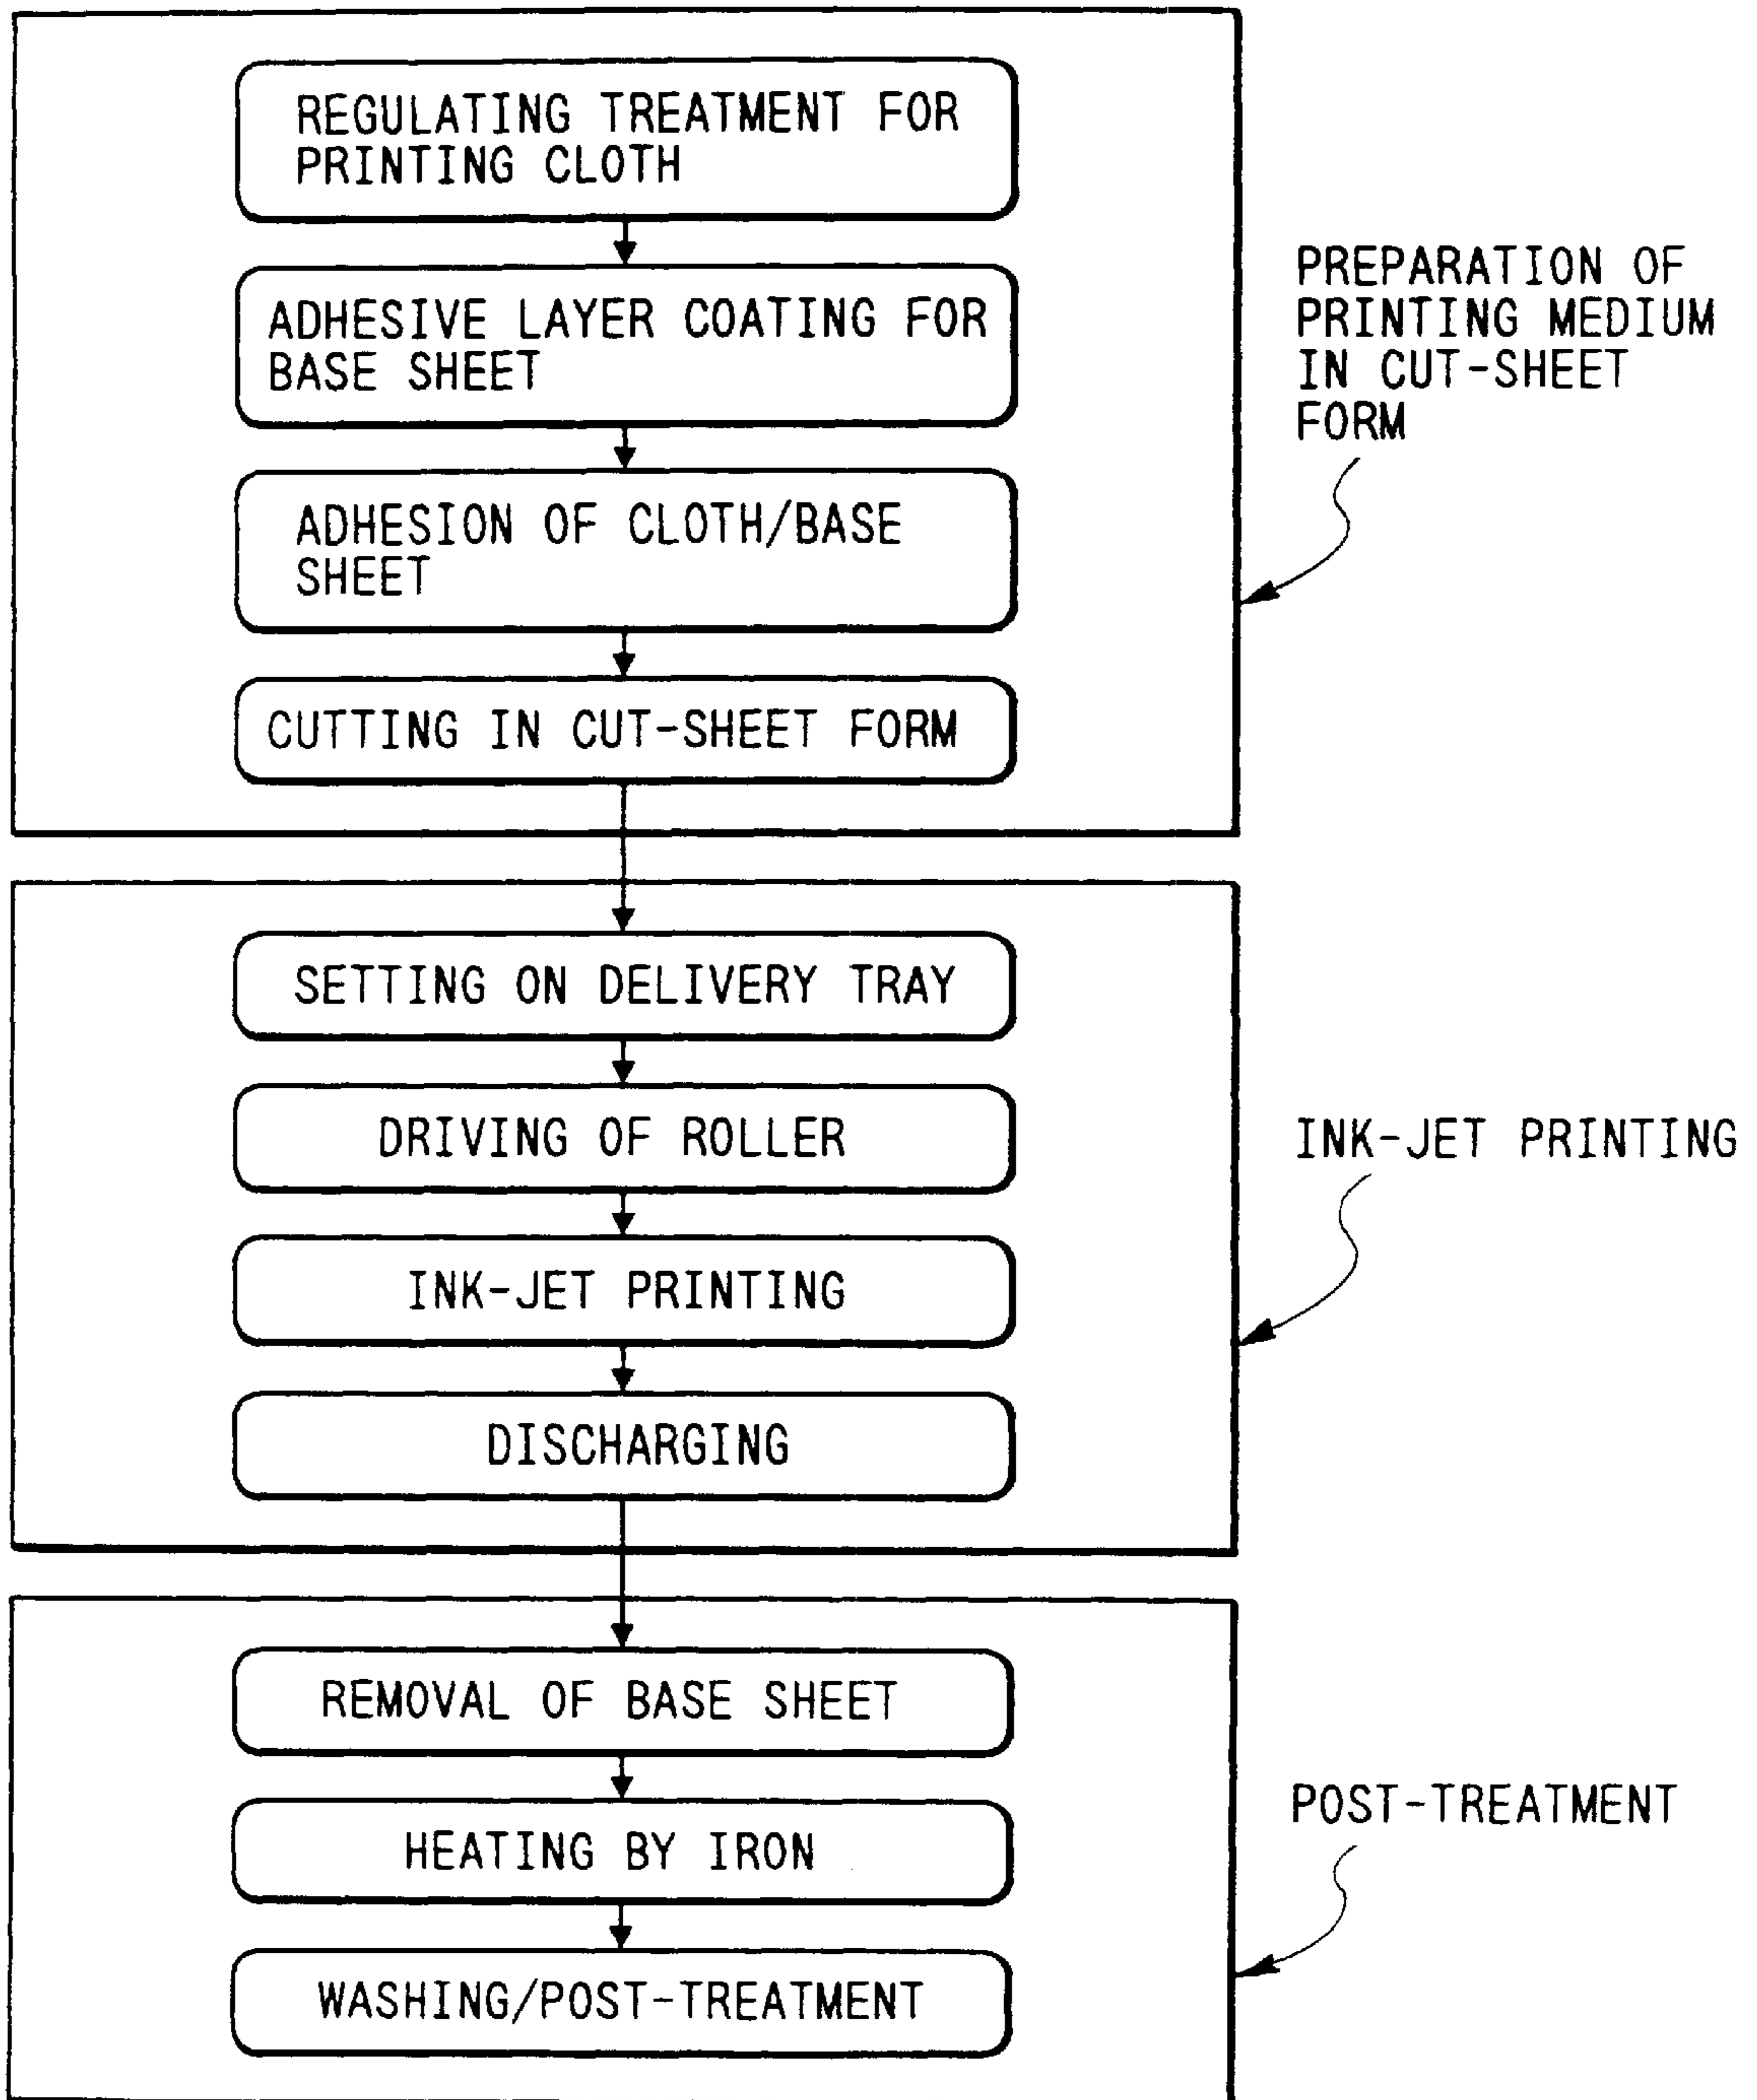 REGULATING TREATMENT FOR
PRINTING CLOTH
ADHESIVE LAYER COATING FOR
BASE SHEET
ADHESION OF CLOTH/BASE
SHEET
CUTTING IN CUT-SHEET FORM
PREPARATION OF
PRINTING MEDIUM
IN CUT-SHEET
FORM
SETTING ON DELIVERY TRAY
DRIVING OF ROLLER
INK-JET PRINTING
DISCHARGING
INK-JET PRINTING
REMOVAL OF BASE SHEET
HEATING BY IRON
WASHING/POST-TREATMENT
POST-TREATMENT